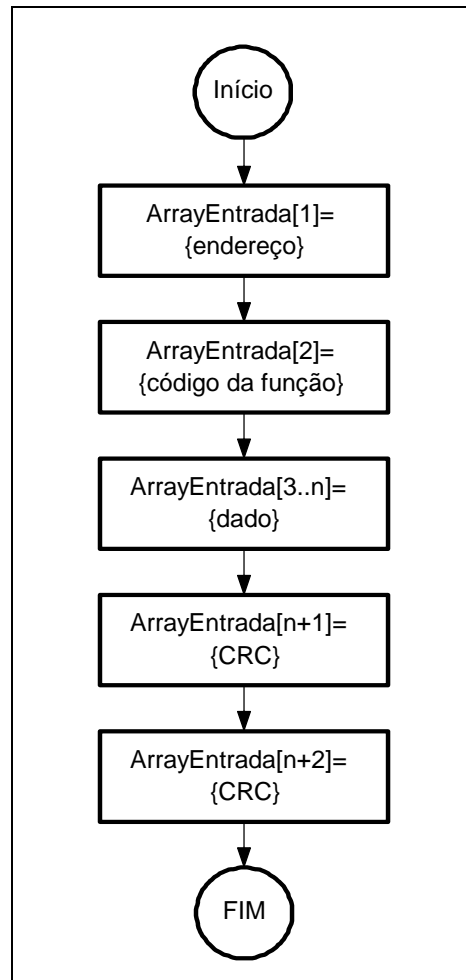 Início
ArrayEntrada[1]=
{endereço}
ArrayEntrada[2]=
{código da função}
ArrayEntrada[3..n]=
{dado}
ArrayEntrada[n+1]=
{CRC}
ArrayEntrada[n+2]=
{CRC}
FIM